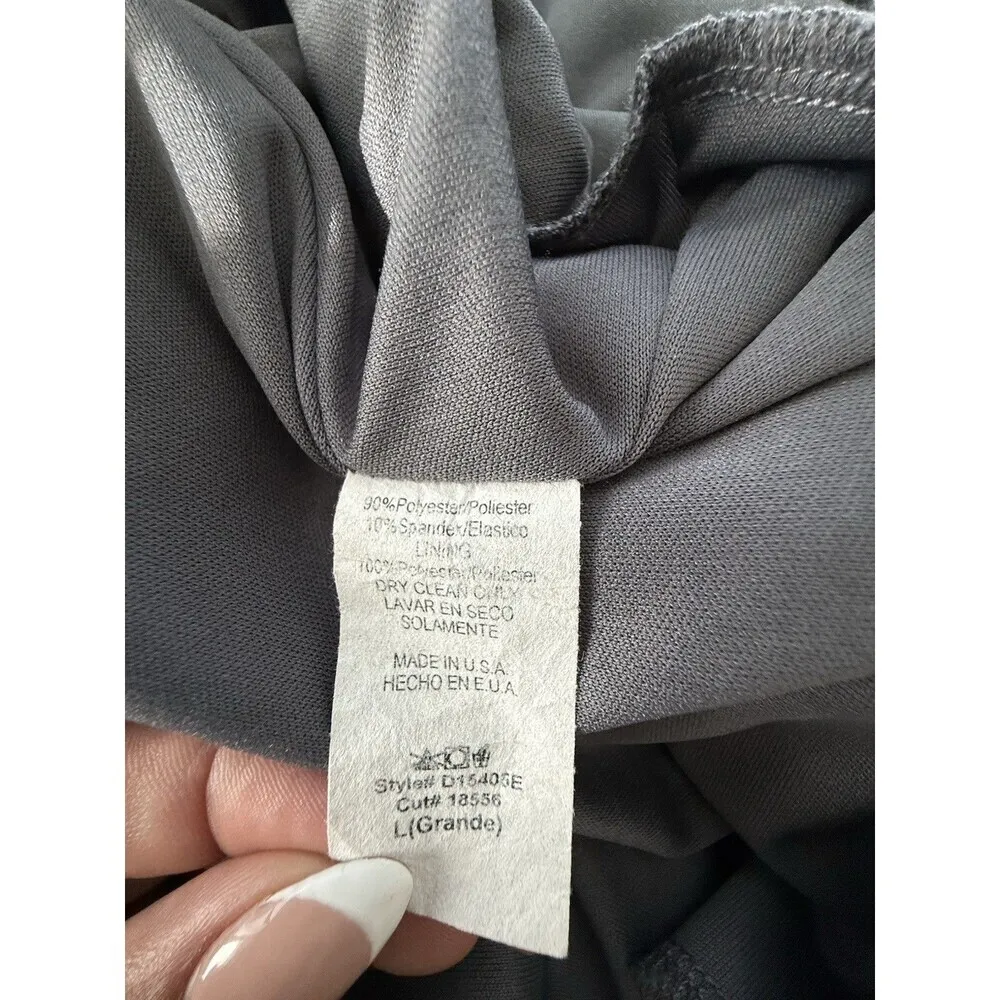 90%Polyester/Poliester
10%Spandex/Elastico
LINING
100%Polyester/Poliester
DRY CLEAN ONLY
LAVAR EN SECO
SOLAMENTE
MADE IN U.S.A.
HECHO EN E.U.A
Style# D15405E
Cut# 18556
L(Grande)